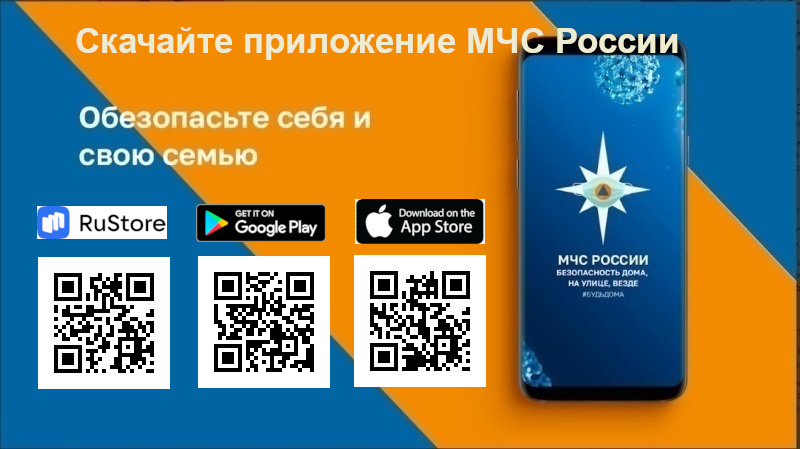 Скачайте приложение МЧС России
Обезопасьте себя и
свою семью
RuStore
GET IT ON
Google Play
Download on the
App Store
МЧС РОССИИ
БЕЗОПАСНОСТЬ ДОМА,
НА УЛИЦЕ, ВЕЗДЕ
#БУДЬДОМА